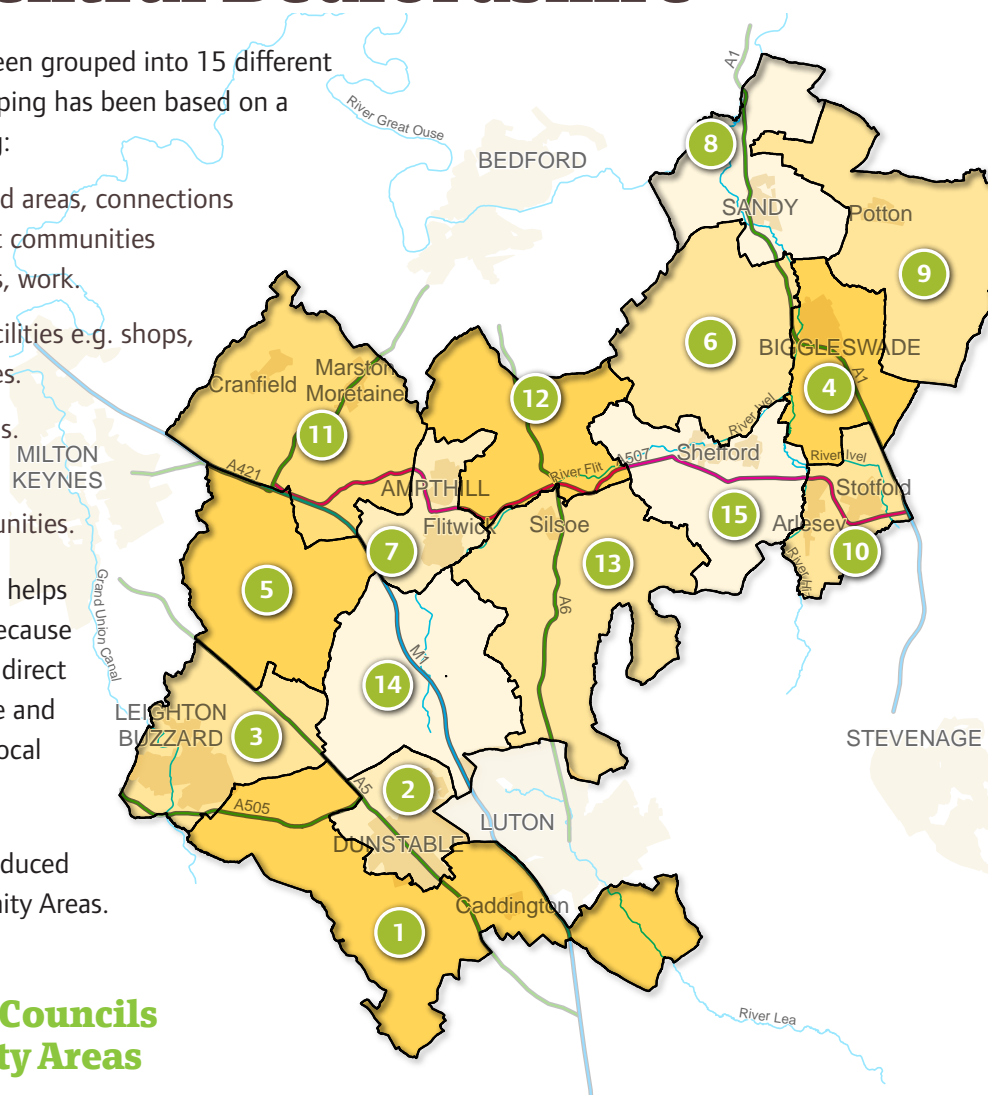 een grouped into 15 different
ping has been based on a
:
d areas, connections
t communities
s, work.
cilities e.g. shops,
es.
s.
unities.
helps
ecause
direct
e and
ocal
duced
nity Areas.
Councils
ty Areas
A1
River Great Ouse
BEDFORD
8
SANDY
Potton
9
6
BIGGLESWADE
4
A1
Cranfield
Marston
Moretaine
12
11
River Ivel
MILTON
KEYNES
A421
AMPTHILL
River Flit
A507
Shefford
River Ivel
Stotfold
Flitwick
Silsoe
15
Arlesey
7
13
10
River Hi
5
Grand Union Canal
A6
M1
14
LEIGHTON
BUZZARD
3
STEVENAGE
2
A5
A505
LUTON
DUNSTABLE
Caddington
1
River Lea